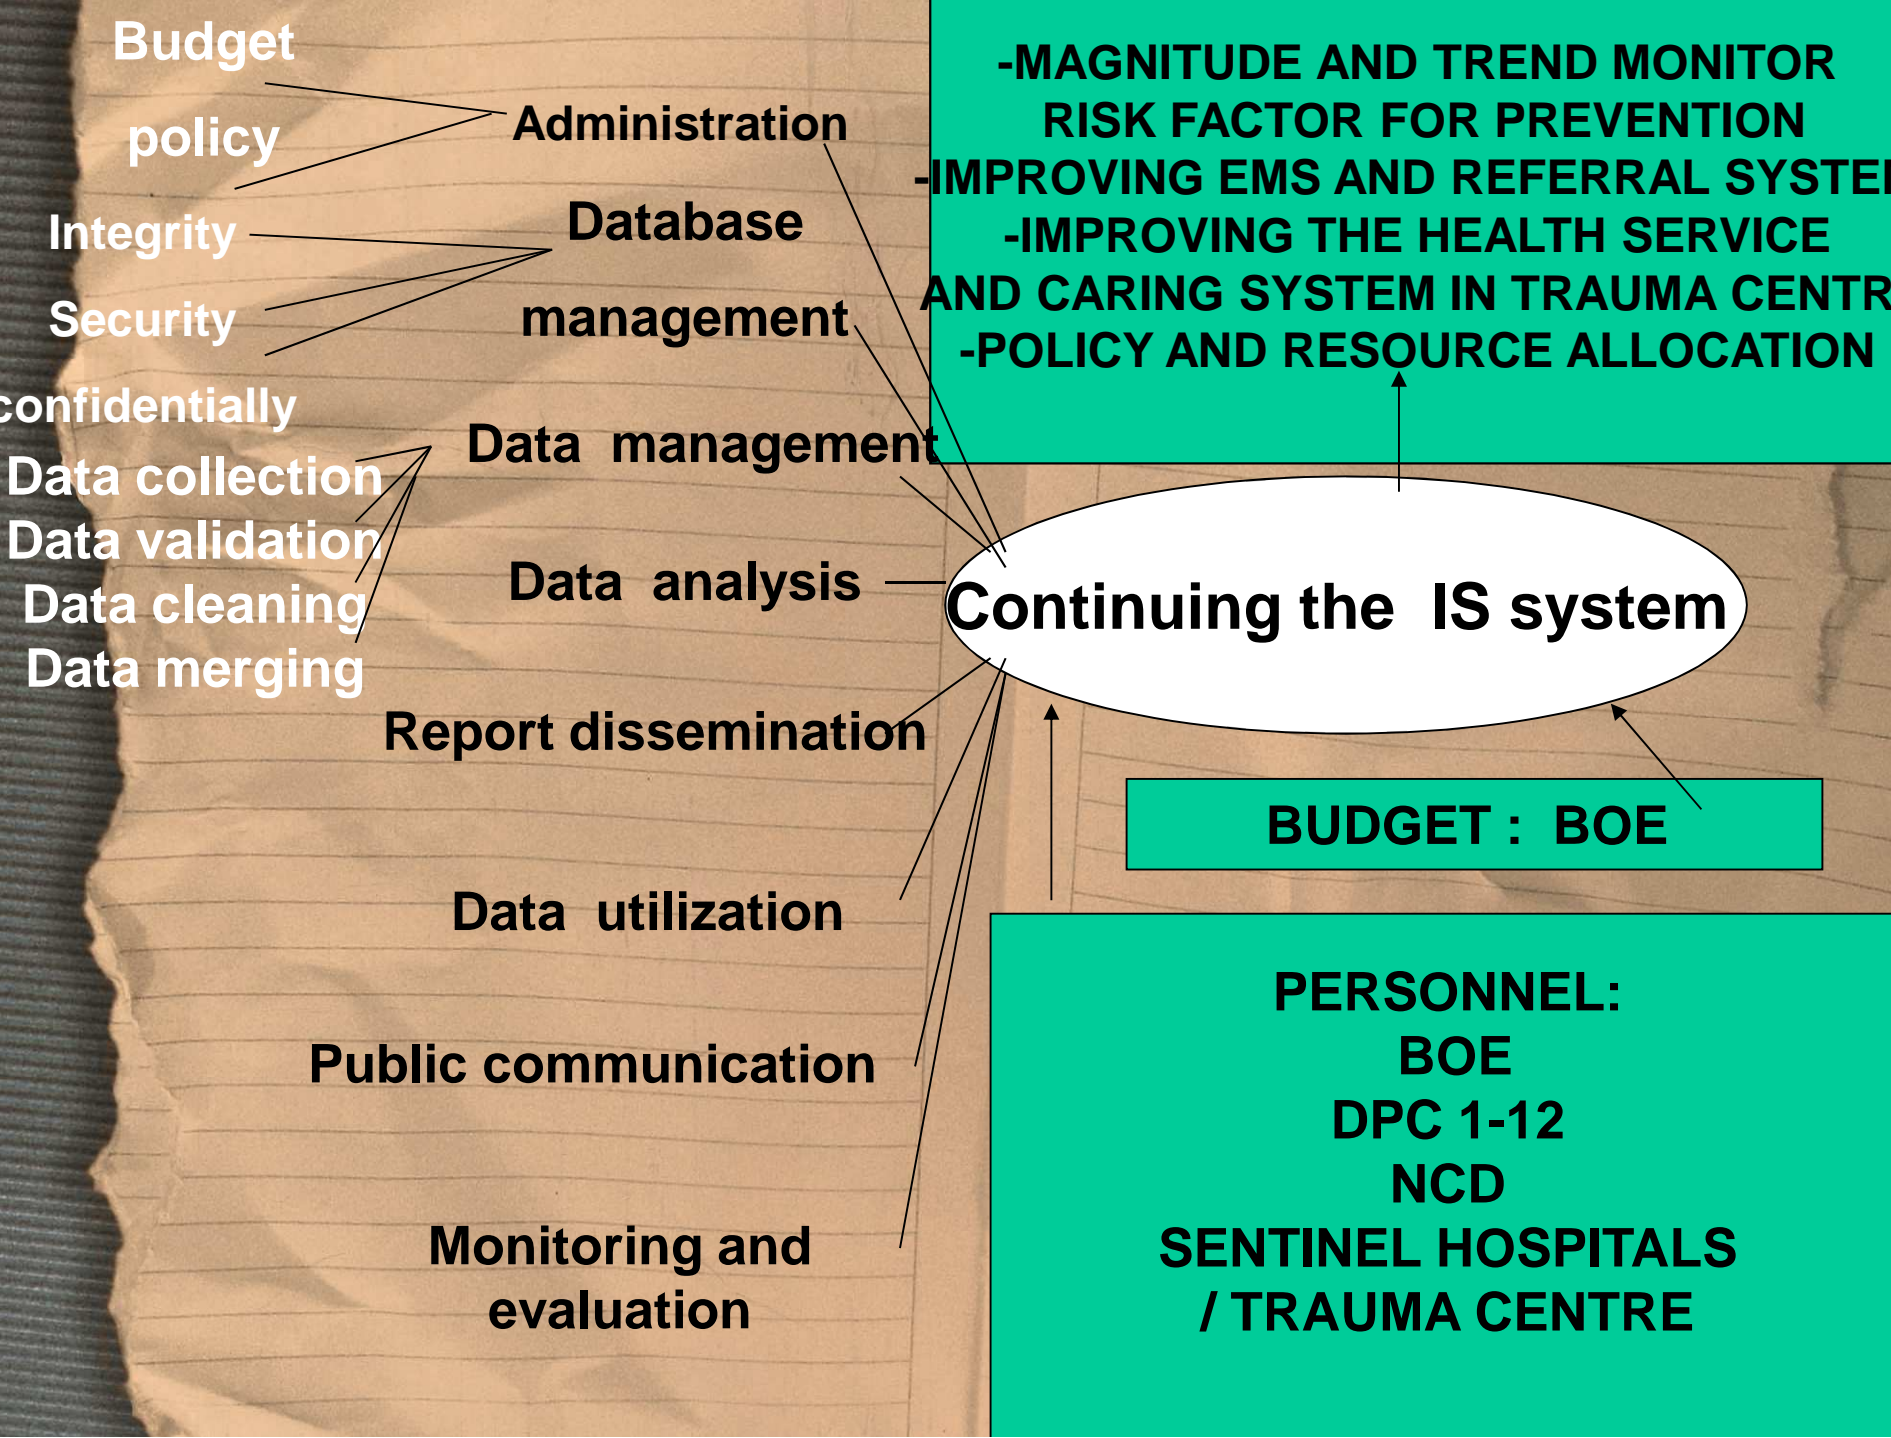 Budget
policy
Integrity
Security
confidentially
Data collection
Data validation
Data cleaning
Data merging
Administration
Database
management
Data management
Data analysis
Report dissemination
Data utilization
Public communication
Monitoring and
evaluation
-MAGNITUDE AND TREND MONITOR
RISK FACTOR FOR PREVENTION
-IMPROVING EMS AND REFERRAL SYSTEM
-IMPROVING THE HEALTH SERVICE
AND CARING SYSTEM IN TRAUMA CENTR
-POLICY AND RESOURCE ALLOCATION
Continuing the IS system
BUDGET : BOE
PERSONNEL:
BOE
DPC 1-12
NCD
SENTINEL HOSPITALS
/ TRAUMA CENTRE